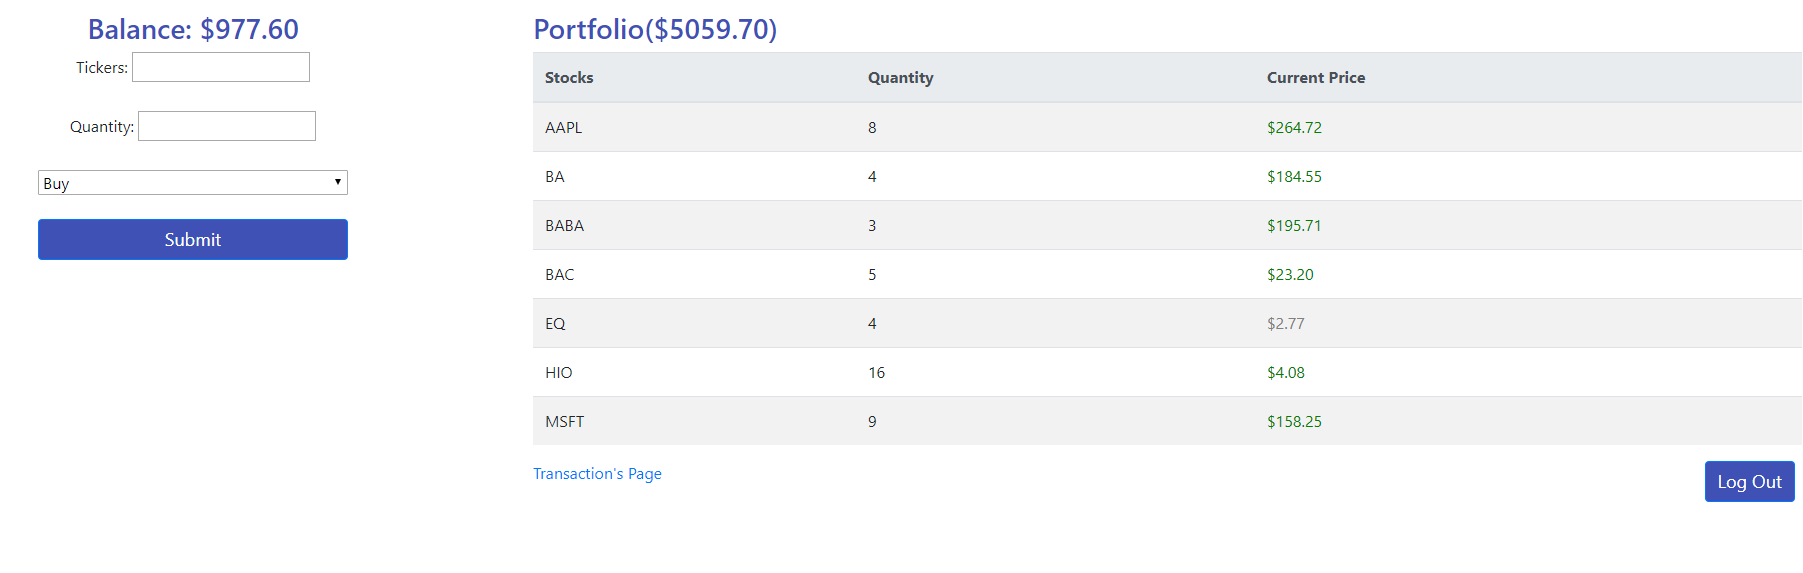 Balance: $977.60
Tickers:
Quantity:
Buy
Submit
Portfolio($5059.70)
Stocks Quantity Current Price
AAPL 8 $264.72
BA 4 $184.55
BABA 3 $195.71
BAC 5 $23.20
EQ 4 $2.77
HIO 16 $4.08
MSFT 9 $158.25
Transaction's Page
Log Out